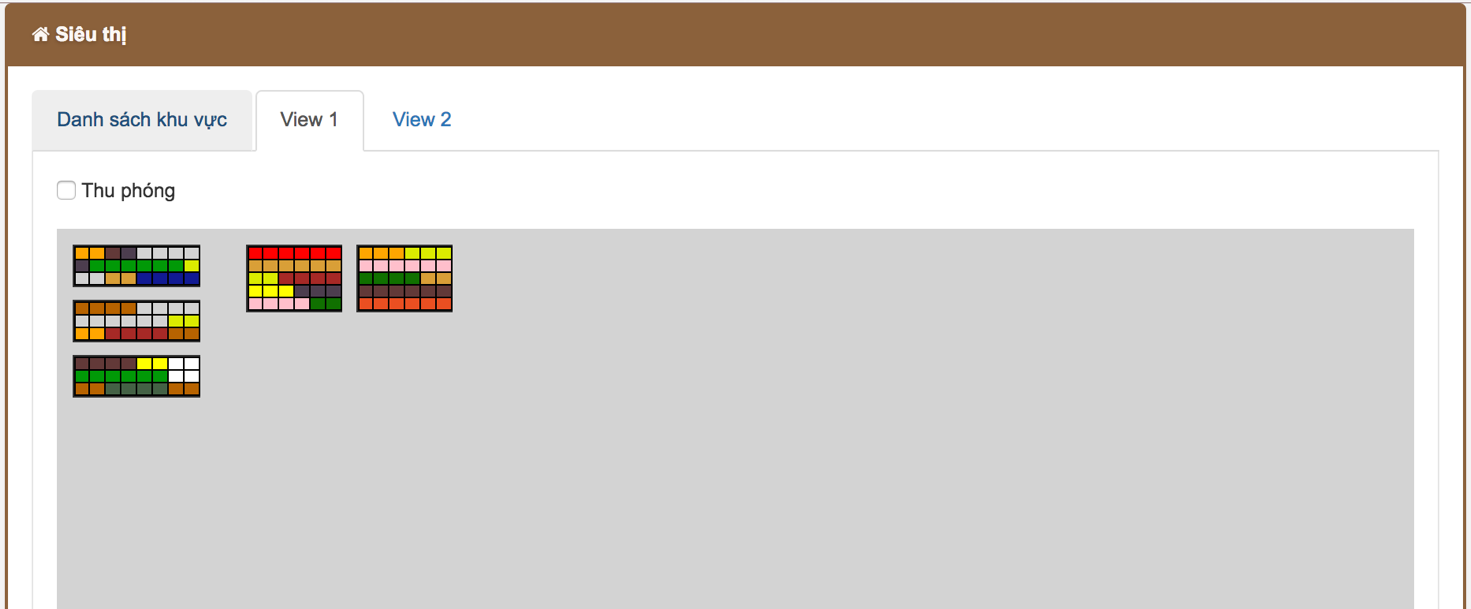 Siêu thị
Danh sách khu vực View 1 View 2
Thu phóng